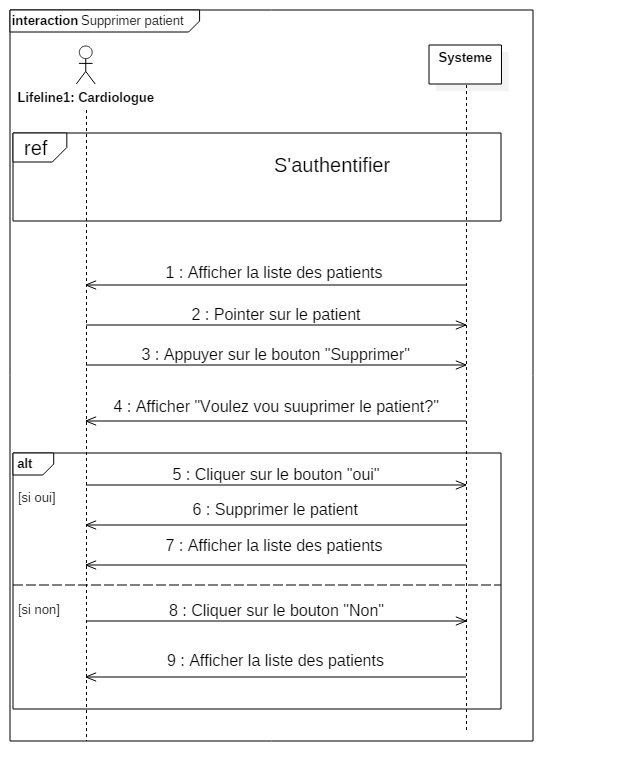 interaction Supprimer patient
Systeme
Lifeline1: Cardiologue
ref
S'authentifier
1 : Afficher la liste des patients
2 : Pointer sur le patient
3 : Appuyer sur le bouton "Supprimer"
4 : Afficher "Voulez vou suuprimer le patient?"
alt
5 : Cliquer sur le bouton "oui"
[si oui]
6 : Supprimer le patient
7 : Afficher la liste des patients
[si non]
8 : Cliquer sur le bouton "Non"
9 : Afficher la liste des patients